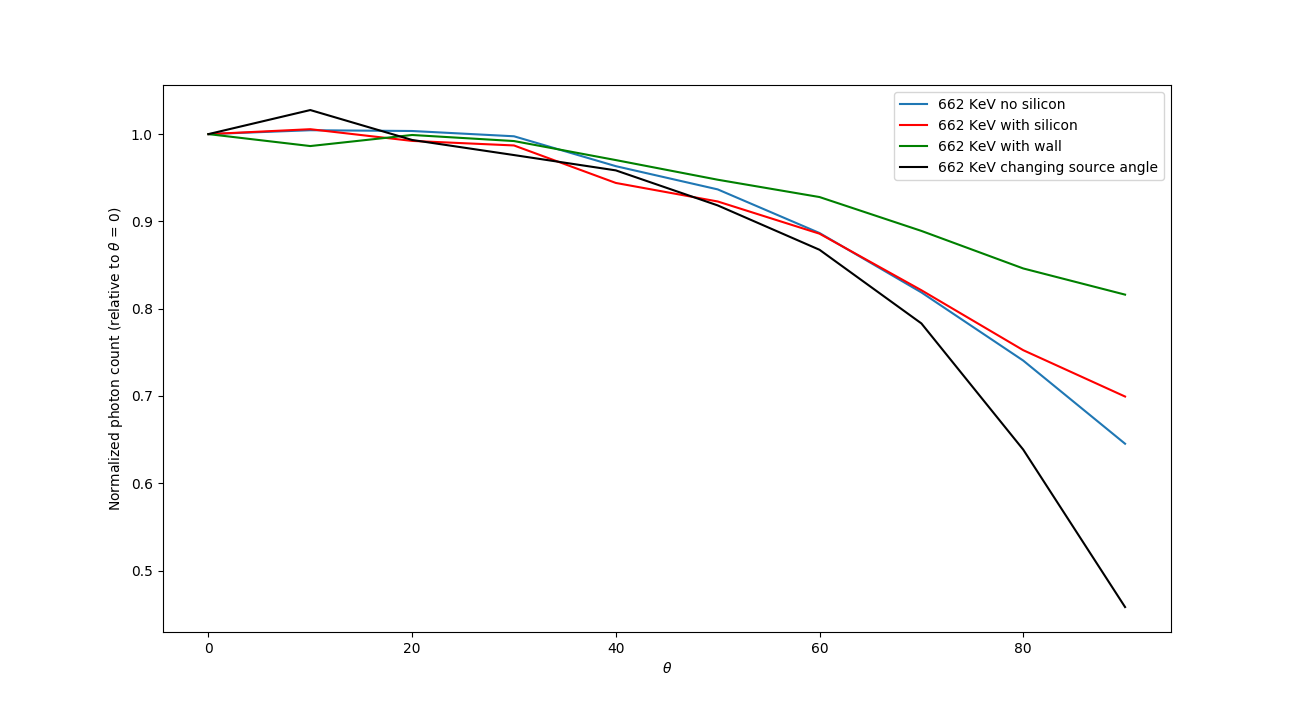 662 KeV no silicon
662 KeV with silicon
662 KeV with wall
662 KeV changing source angle
Normalized photon count (relative to θ = 0)
1.0
0.9
0.8
0.7
0.6
0.5
0
20
40
60
80
θ